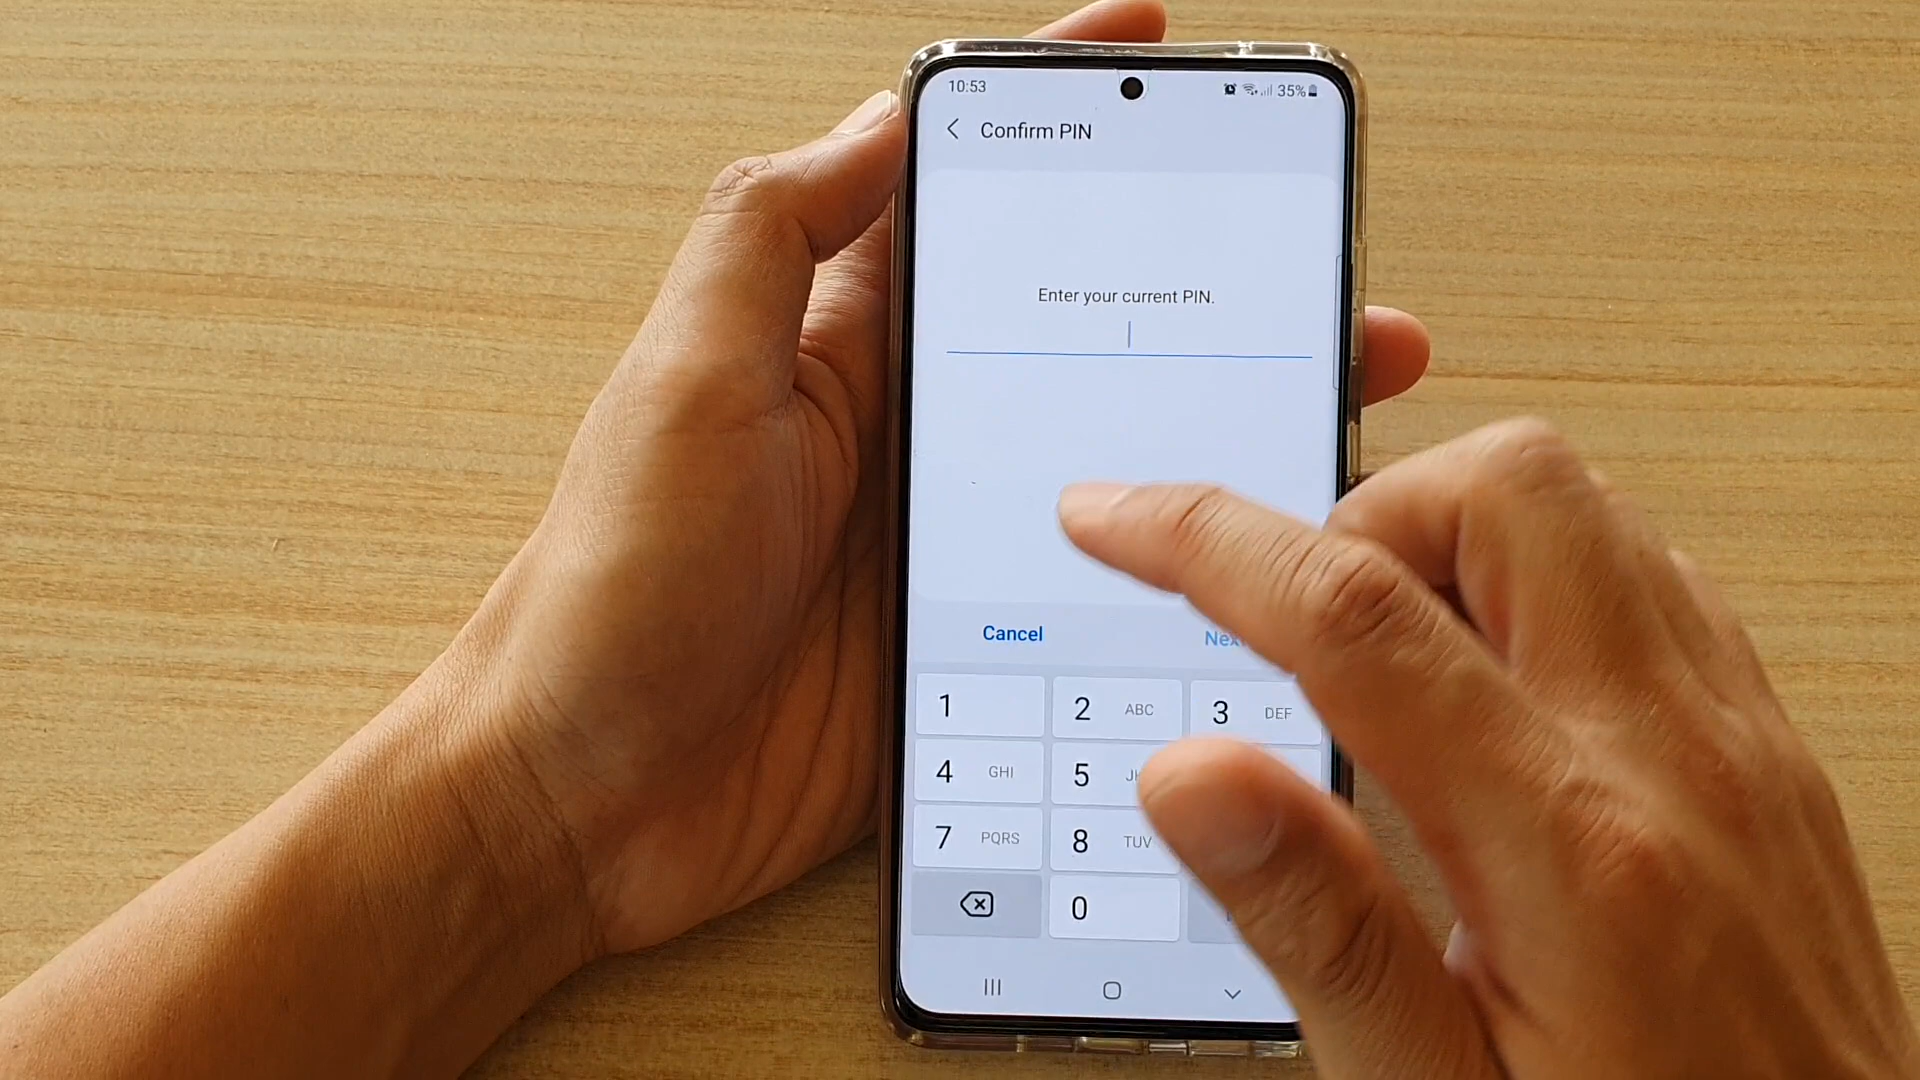 10:53 35%
Confirm PIN
Enter your current PIN.
Cancel
1 2 ABC 3 DEF
4 GHI 5
7 PQRS 8 TUV
0